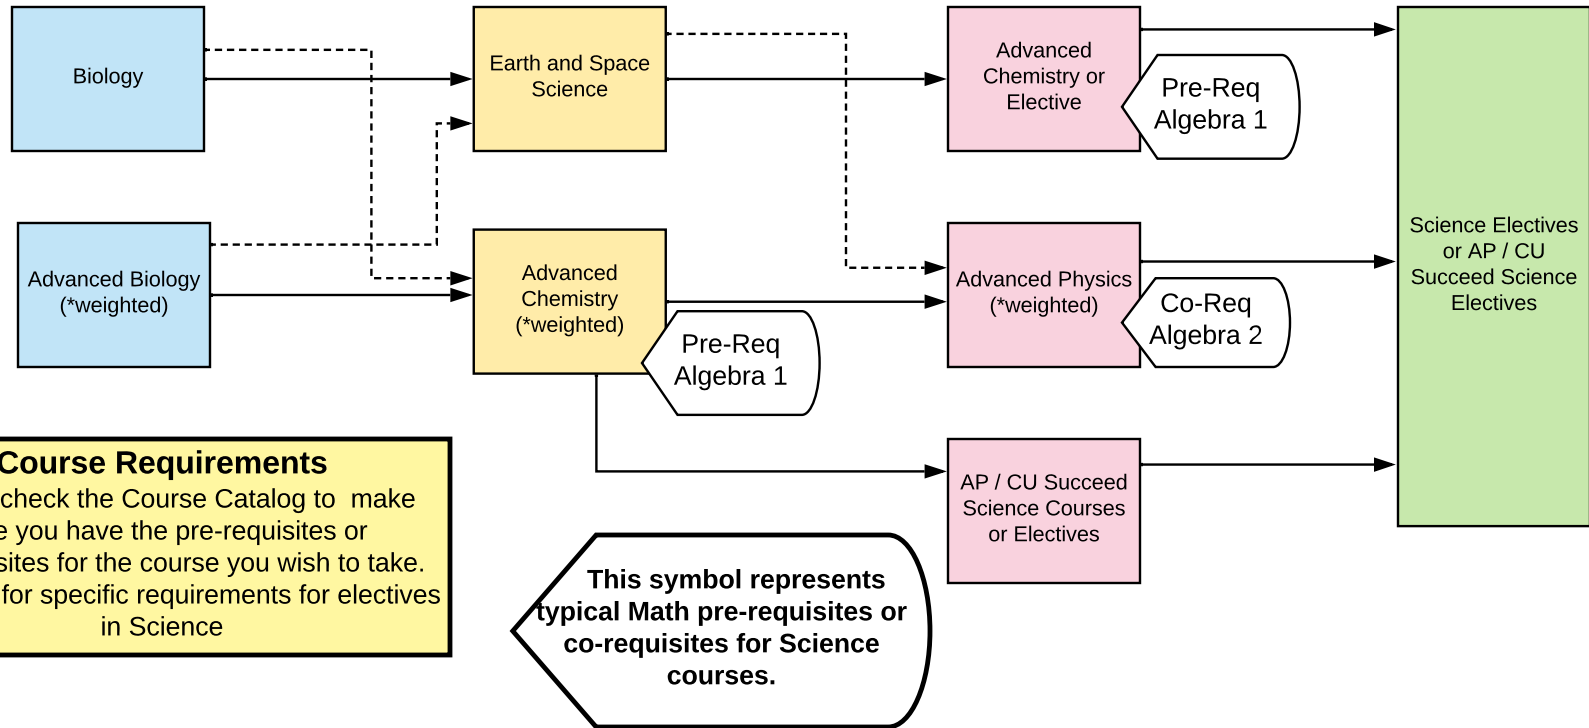 Biology
Earth and Space
Science
Advanced
Chemistry or
Elective
Pre-Req
Algebra 1
Science Electives
or AP / CU
Succeed Science
Electives
Advanced Biology
(*weighted)
Advanced
Chemistry
(*weighted)
Pre-Req
Algebra 1
Advanced Physics
(*weighted)
Co-Req
Algebra 2
AP / CU Succeed
Science Courses
or Electives
Course Requirements
check the Course Catalog to  make
you have the pre-requisites or
for the course you wish to take.
for specific requirements for electives
in Science
This symbol represents
typical Math pre-requisites or
co-requisites for Science
courses.